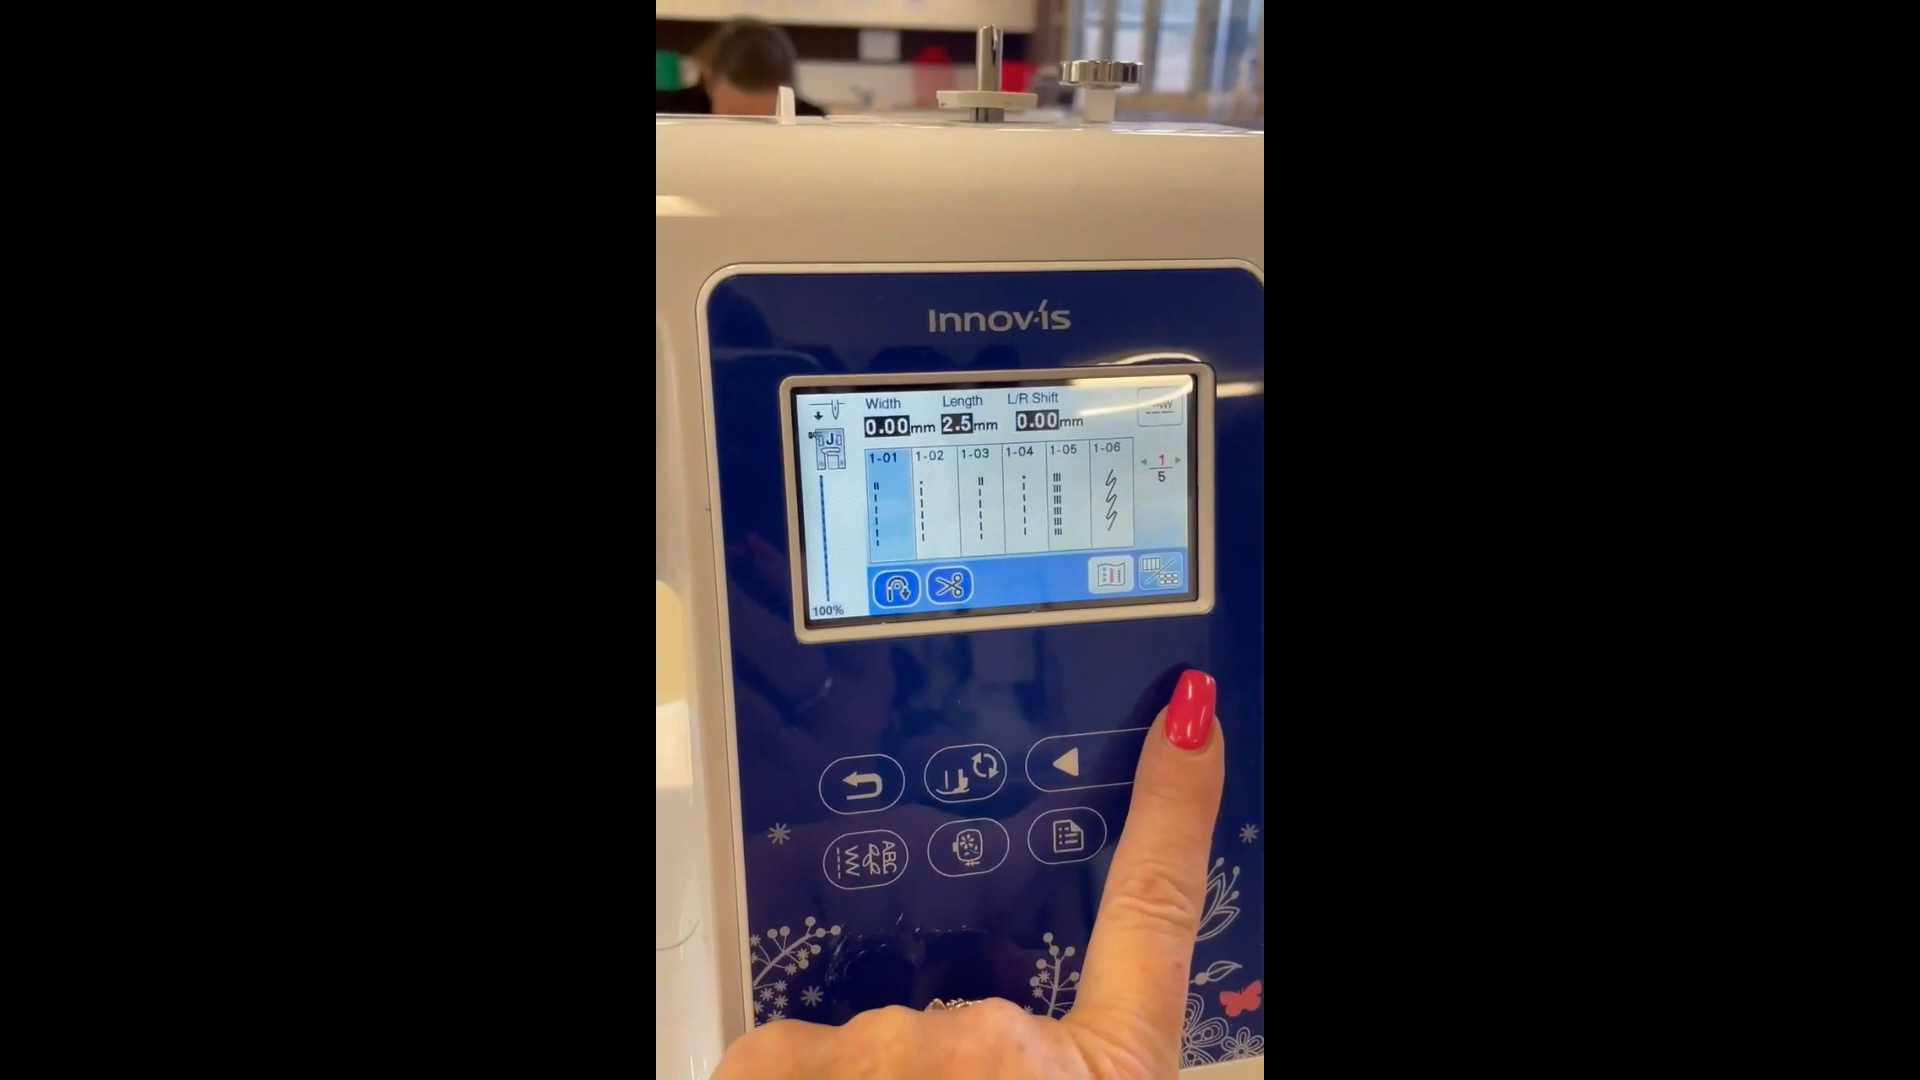 Innov-ís
Width Length L/R Shift
0.00mm 2.5mm 0.00mm
J
1-01 1-02 1-03 1-04 1-05 1-06
1
5
100%
ABC